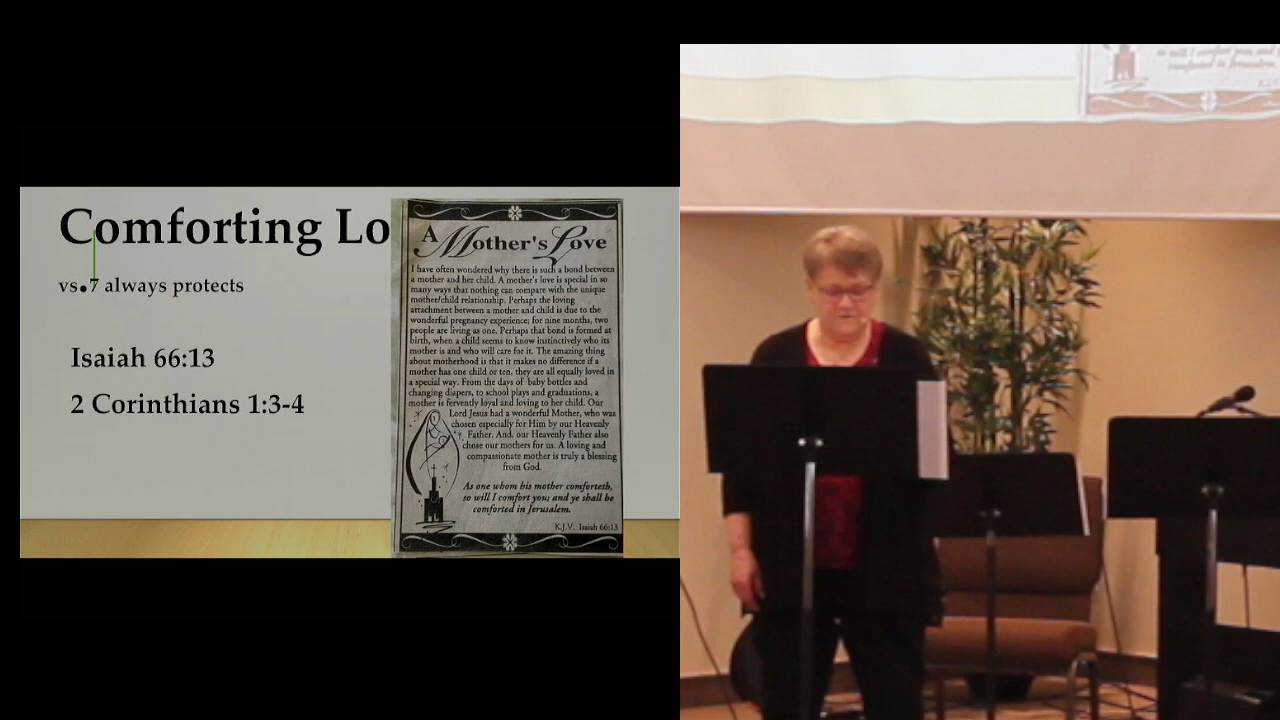 Comforting Lo
vs.7 always protects
Isaiah 66:13
2 Corinthians 1:3-4
A Mother's Love
I have often wondered why there is such a bond between
a mother and her child. A mother's love is special in so
many ways that nothing can compare with the unique
mother/child relationship. Perhaps the loving
attachment between a mother and child is due to the
wonderful pregnancy experience; for nine months, two
people are living as one. Perhaps that bond is formed at
birth, when a child seems to know instinctively who its
mother is and who will care for it. The amazing thing
about motherhood is that it makes no difference if a
mother has one child or ten, they are all equally loved in
a special way. From the days of baby bottles and
changing diapers, to school plays and graduations, a
mother is fervently loyal and loving to her child. Our
Lord Jesus had a wonderful Mother, who was
chosen especially for Him by our Heavenly
Father. And, our Heavenly Father also
chose our mothers for us. A loving and
compassionate mother is truly a blessing
from God.
As one whom his mother comforteth,
so will I comfort you; and ye shall be
comforted in Jerusalem.
K.J.V. Isaiah 66:13
so will I comfort you; and ye
comforted in Jerusalem.